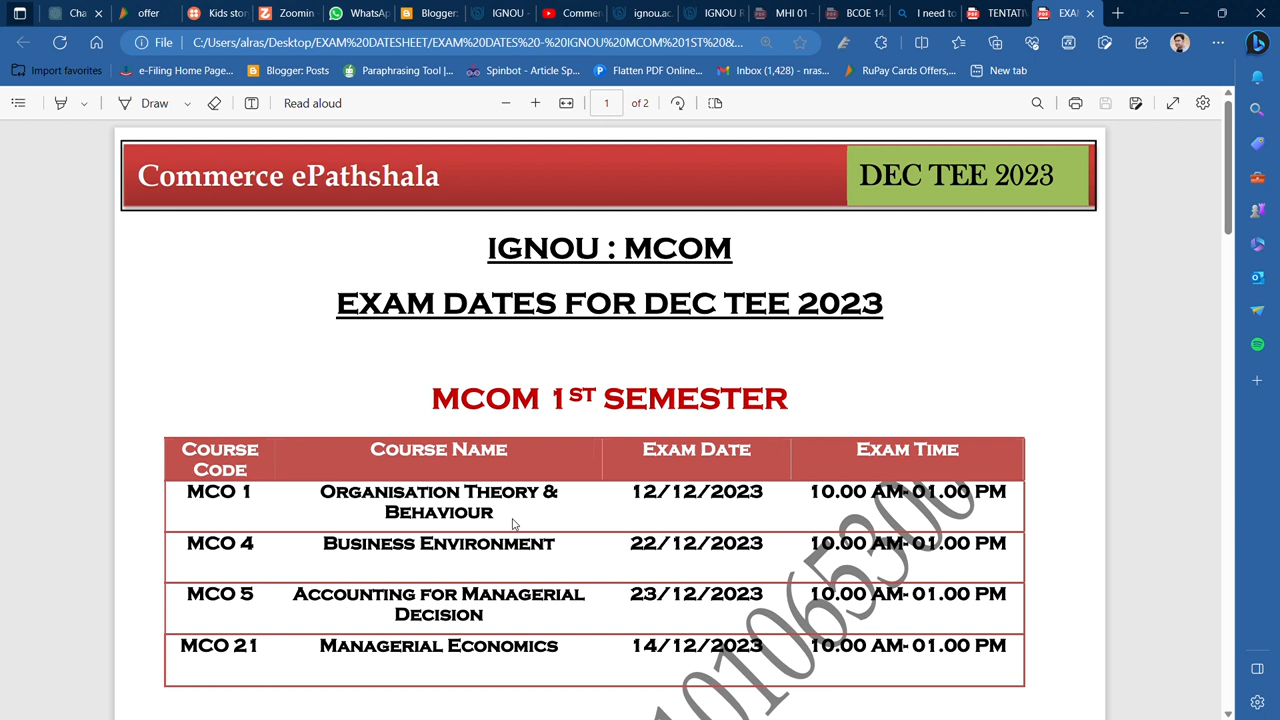 Cha
offer
Kids stor
Zoomin
WhatsAp
Blogger:
IGNOU -
Commer
ignou.ac.
IGNOU R
MHI 01 -
BCOE 14
I need to
TENTATIV
EXA
File
C:/Users/alras/Desktop/EXAM%20DATESHEET/EXAM%20DATES%20-%20IGNOU%20MCOM%201ST%20&...
Import favorites
e-Filing Home Page...
Blogger: Posts
Paraphrasing Tool |...
Spinbot - Article Sp...
Flatten PDF Online...
Inbox (1,428) - nras...
RuPay Cards Offers,...
New tab
Draw
Read aloud
1 of 2
Commerce ePathshala
DEC TEE 2023
IGNOU : MCOM
EXAM DATES FOR DEC TEE 2023
MCOM 1ST SEMESTER
COURSE CODE COURSE NAME EXAM DATE EXAM TIME
MCO 1 ORGANISATION THEORY & BEHAVIOUR 12/12/2023 10.00 AM- 01.00 PM
MCO 4 BUSINESS ENVIRONMENT 22/12/2023 10.00 AM- 01.00 PM
MCO 5 ACCOUNTING FOR MANAGERIAL DECISION 23/12/2023 10.00 AM- 01.00 PM
MCO 21 MANAGERIAL ECONOMICS 14/12/2023 10.00 AM- 01.00 PM